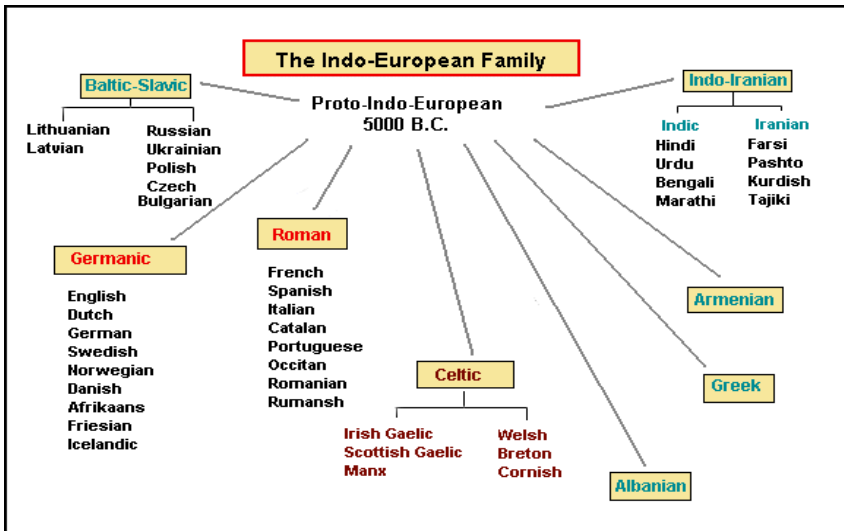 The Indo-European Family
Proto-Indo-European
5000 B.C.
Baltic-Slavic
Lithuanian
Latvian
Russian
Ukrainian
Polish
Czech
Bulgarian
Indo-Iranian
Indic
Hindi
Urdu
Bengali
Marathi
Iranian
Farsi
Pashto
Kurdish
Tajiki
Germanic
English
Dutch
German
Swedish
Norwegian
Danish
Afrikaans
Friesian
Icelandic
Roman
French
Spanish
Italian
Catalan
Portuguese
Occitan
Romanian
Rumansh
Celtic
Irish Gaelic
Scottish Gaelic
Manx
Welsh
Breton
Cornish
Armenian
Greek
Albanian